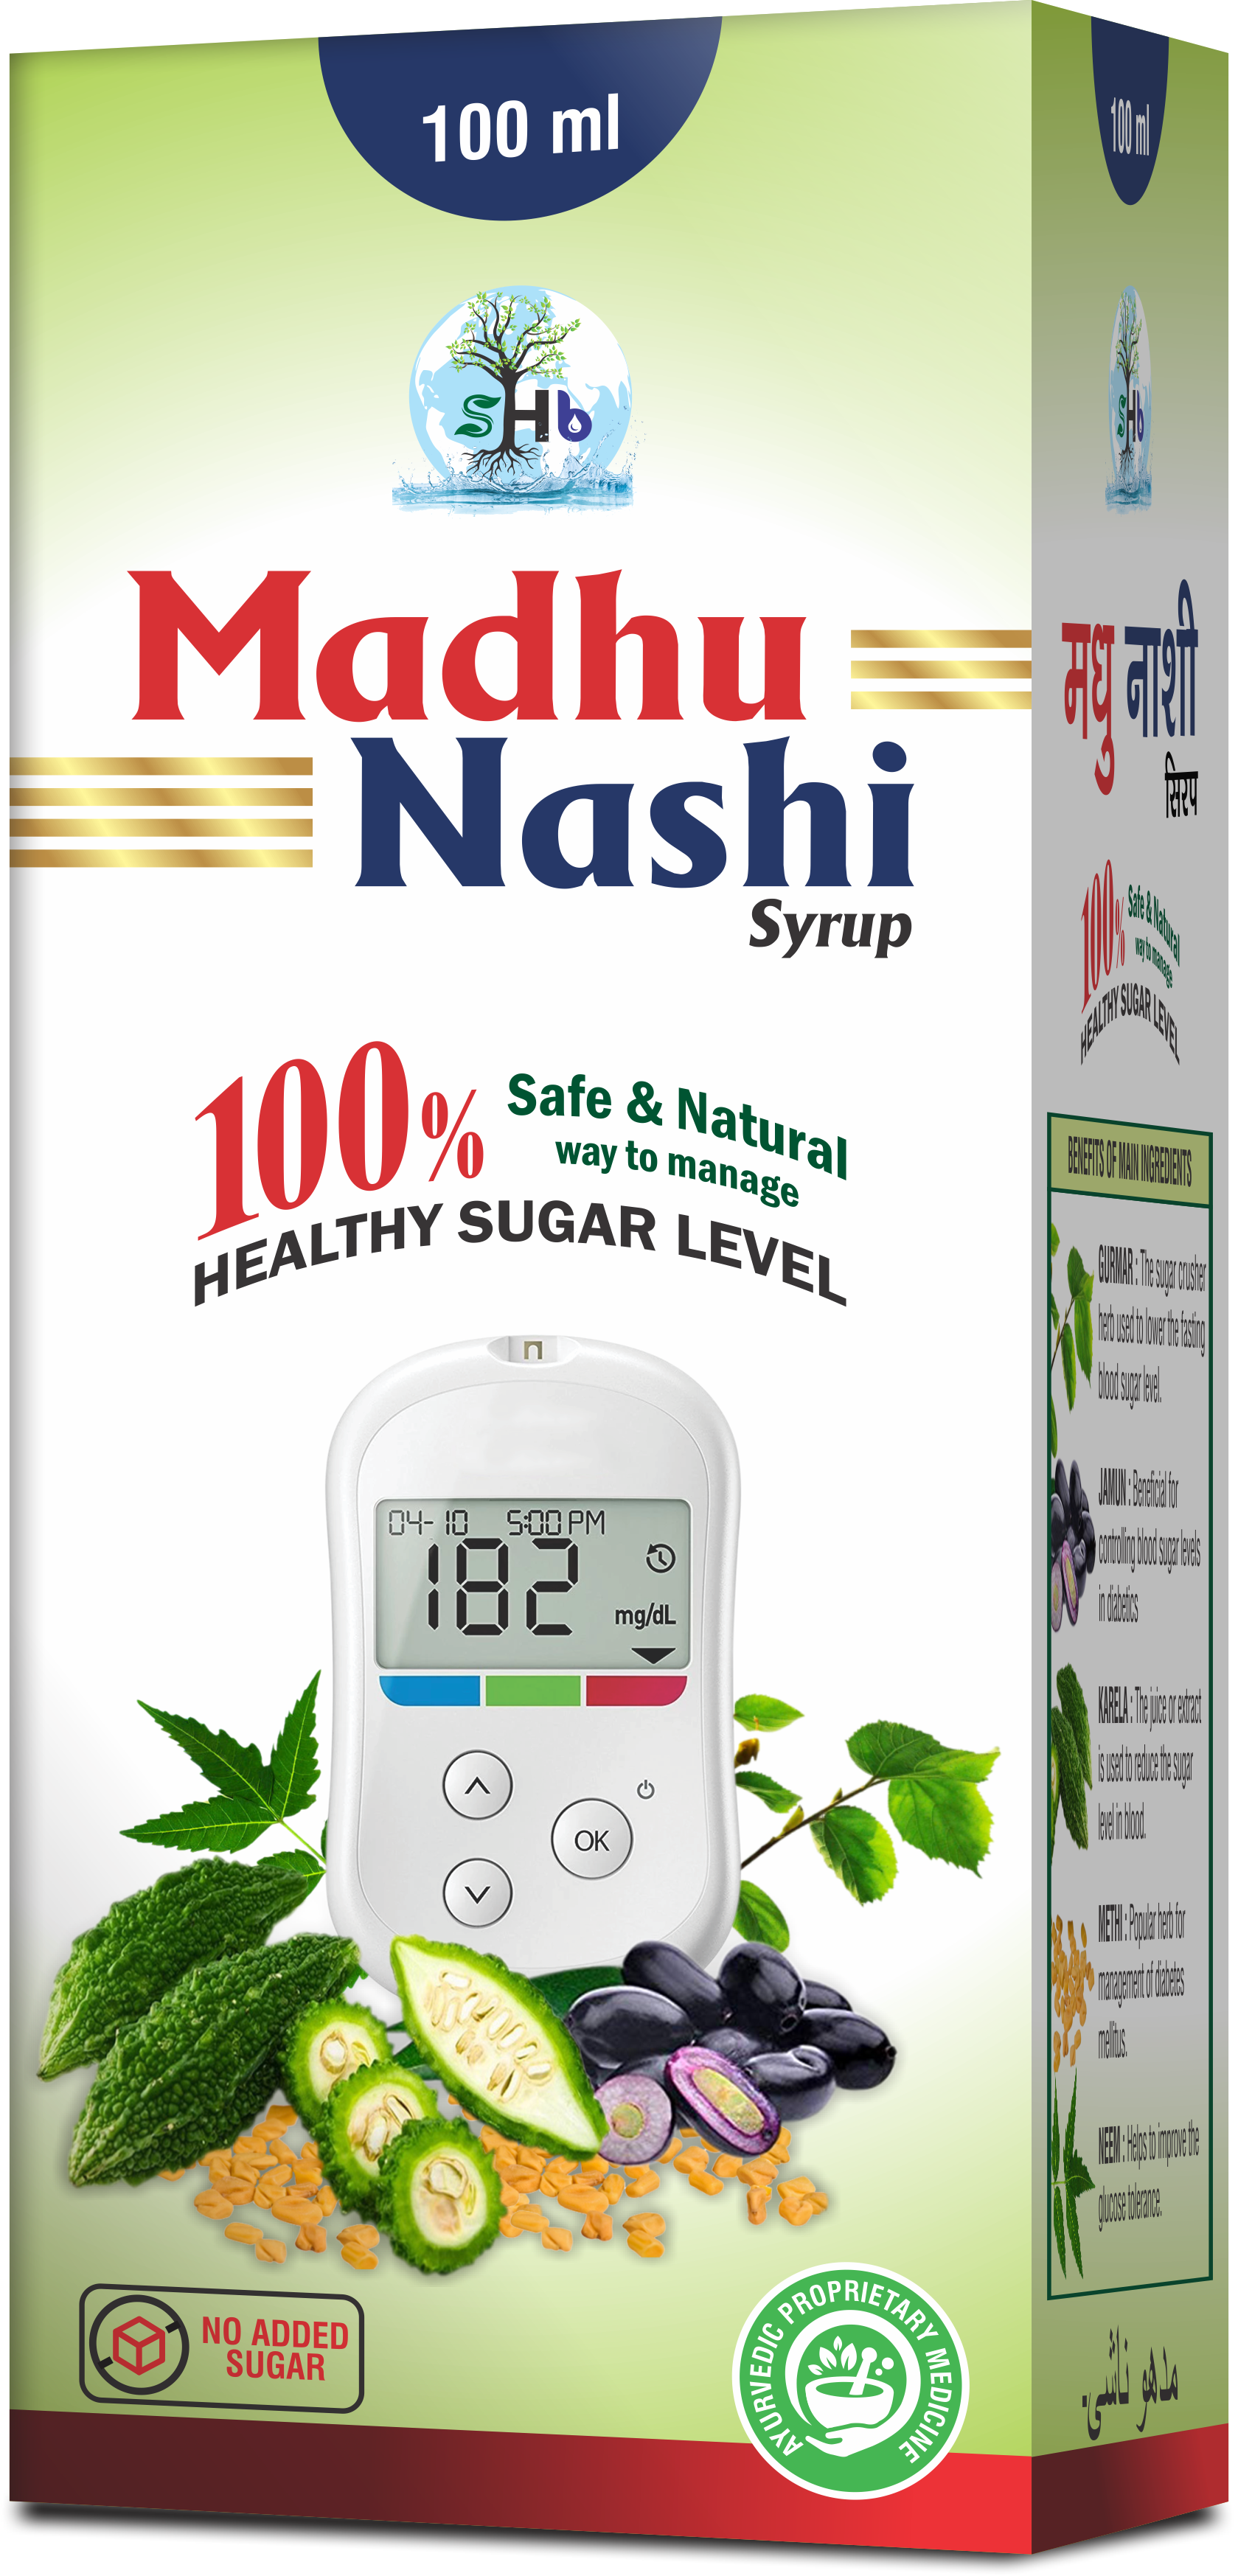 100 ml
SHb
Madhu
Nashi
Syrup
100% Safe & Natural
way to manage
HEALTHY SUGAR LEVEL
04-10 5:00 PM
182
mg/dL
OK
NO ADDED
SUGAR
AYURVEDIC PROPRIETARY MEDICINE
100 ml
SHb
मधु नाशी
सिरप
100% Safe & Natural
way to manage
HEALTHY SUGAR LEVEL
BENEFITS OF MAIN INGREDIENTS
GURMAR : The sugar crusher
herb used to lower the fasting
blood sugar level.
JAMUN : Beneficial for
controlling blood sugar levels
in diabetics
KARELA : The juice or extract
is used to reduce the sugar
level in blood.
METHI : Popular herb for
management of diabetes
mellitus.
NEEM : Helps to improve the
glucose tolerance.
مدھو ناشی۔